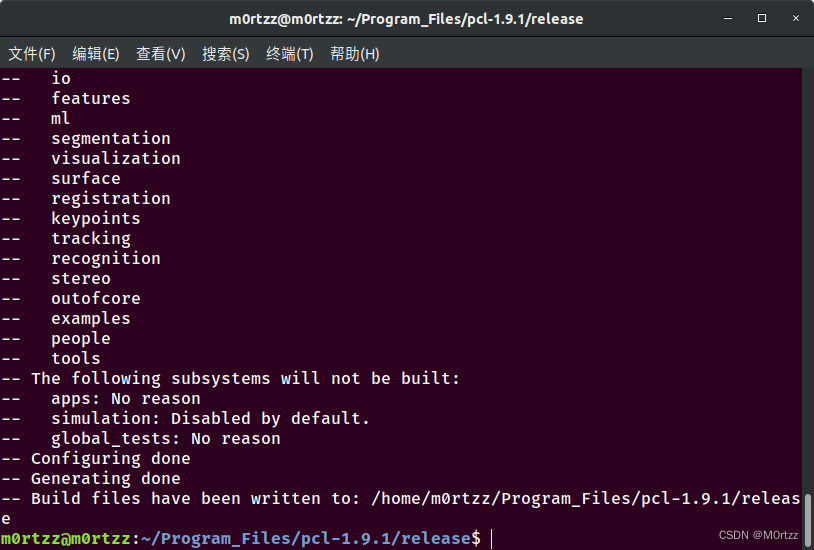 m0rtzz@m0rtzz: ~/Program_Files/pcl-1.9.1/release
文件(F) 编辑(E) 查看(V) 搜索(S) 终端(T) 帮助(H)
-- io
-- features
-- ml
-- segmentation
-- visualization
-- surface
-- registration
-- keypoints
-- tracking
-- recognition
-- stereo
-- outofcore
-- examples
-- people
-- tools
-- The following subsystems will not be built:
-- apps: No reason
-- simulation: Disabled by default.
-- global_tests: No reason
-- Configuring done
-- Generating done
-- Build files have been written to: /home/m0rtzz/Program_Files/pcl-1.9.1/releas
e
m0rtzz@m0rtzz:~/Program_Files/pcl-1.9.1/release$
CSDN @M0rtzz